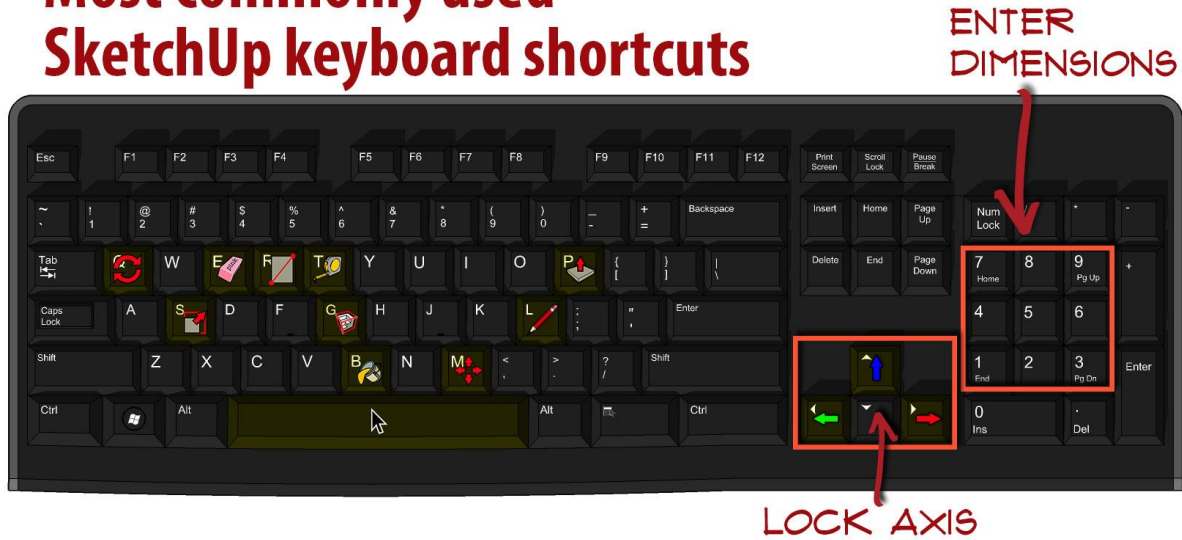 Most commonly used
SketchUp keyboard shortcuts
ENTER
DIMENSIONS
Esc F1 F2 F3 F4 F5 F6 F7 F8 F9 F10 F11 F12 Print Screen Scroll Lock Pause Break
~ ` ! 1 @ 2 # 3 $ 4 % 5 ^ 6 & 7 * 8 ( 9 ) 0 _ - + = Backspace Insert Home Page Up Num Lock / * -
Tab Q W E R T Y U I O P { [ } ] | \ Delete End Page Down 7 Home 8 9 Pg Up +
Caps Lock A S D F G H J K L : ; " ' Enter 4 5 6
Shift Z X C V B N M < , > . ? / Shift 1 End 2 3 Pg Dn Enter
Ctrl Alt Alt Ctrl 0 Ins . Del
LOCK AXIS